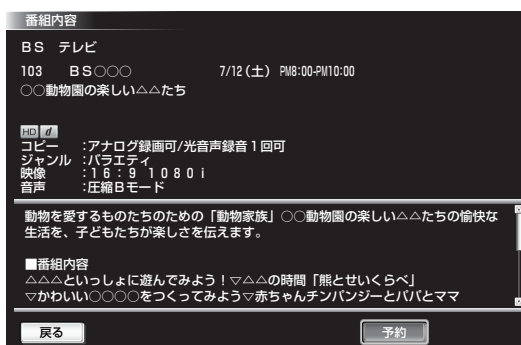 番組内容
BS テレビ
103 BS○○○ 7/12(土) PM8:00-PM10:00
○○動物園の楽しい△△たち
HD d
コピー :アナログ録画可/光音声録音1回可
ジャンル :バラエティ
映像 :16:9 1080i
音声 :圧縮Bモード
動物を愛するものたちのための「動物家族」○○動物園の楽しい△△たちの愉快な
生活を、子どもたちが楽しさを伝えます。
■番組内容
△△△といっしょに遊んでみよう!▽△△の時間「熊とせいくらべ」
▽かわいい○○○○をつくってみよう▽赤ちゃんチンパンジーとパパとママ
戻る 予約